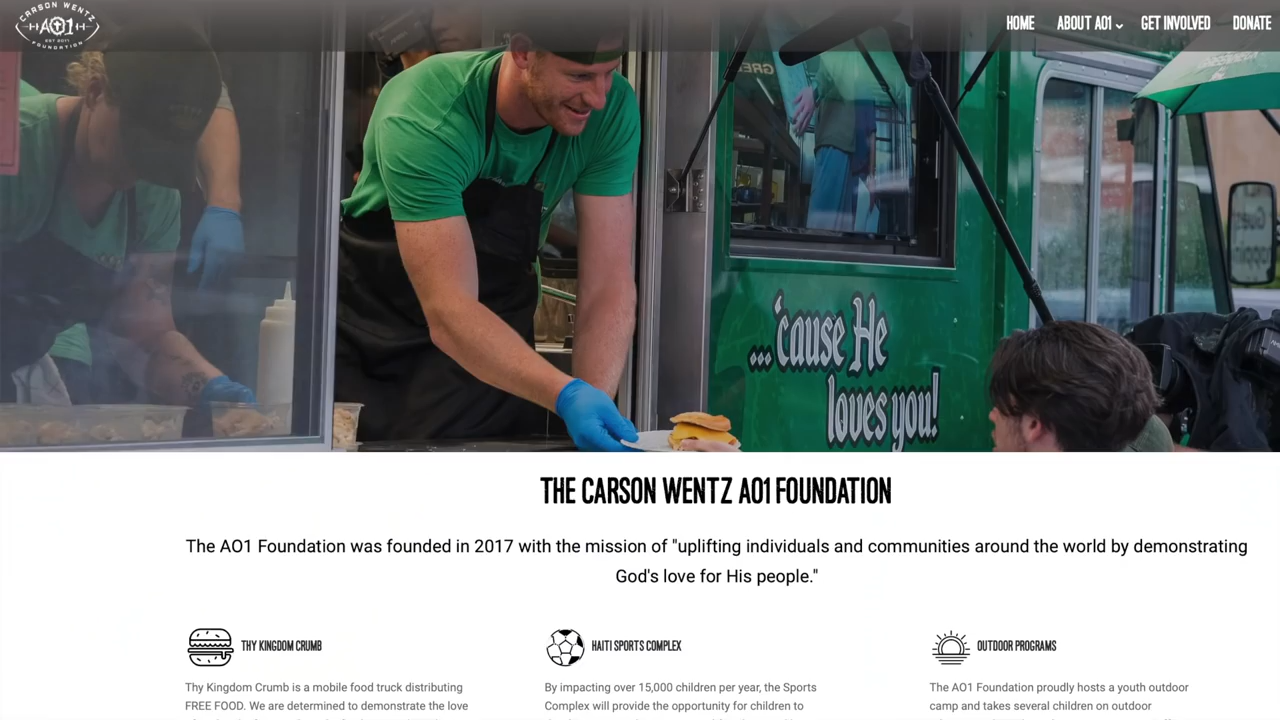 CARSON WENTZ
AO1
EST 2017
FOUNDATION
HOME ABOUT AO1 GET INVOLVED DONATE
...'cause He
loves you!
THE CARSON WENTZ AO1 FOUNDATION
The AO1 Foundation was founded in 2017 with the mission of "uplifting individuals and communities around the world by demonstrating
God's love for His people."
THY KINGDOM CRUMB
Thy Kingdom Crumb is a mobile food truck distributing
FREE FOOD. We are determined to demonstrate the love
HAITI SPORTS COMPLEX
By impacting over 15,000 children per year, the Sports
Complex will provide the opportunity for children to
OUTDOOR PROGRAMS
The AO1 Foundation proudly hosts a youth outdoor
camp and takes several children on outdoor